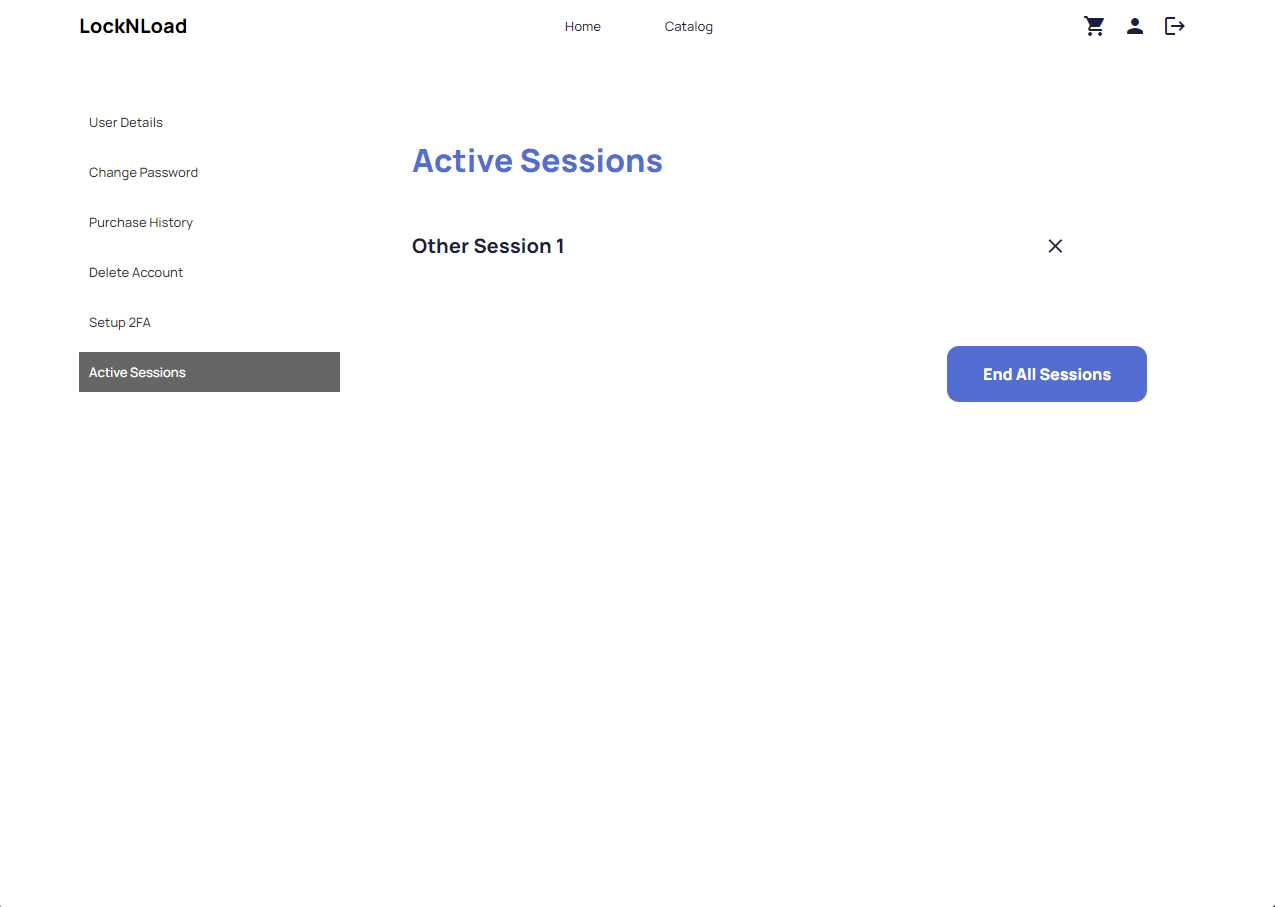 LockNLoad
Home
Catalog
User Details
Change Password
Purchase History
Delete Account
Setup 2FA
Active Sessions
Active Sessions
Other Session 1
End All Sessions